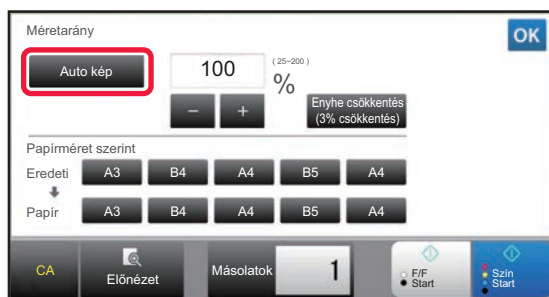 Méretarány
OK
Auto kép
100
(25~200)
%
− +
Enyhe csökkentés
(3% csökkentés)
Papírméret szerint
Eredeti A3 B4 A4 B5 A4
Papír A3 B4 A4 B5 A4
CA
Előnézet
Másolatok 1
F/F
Start
Szín
Start